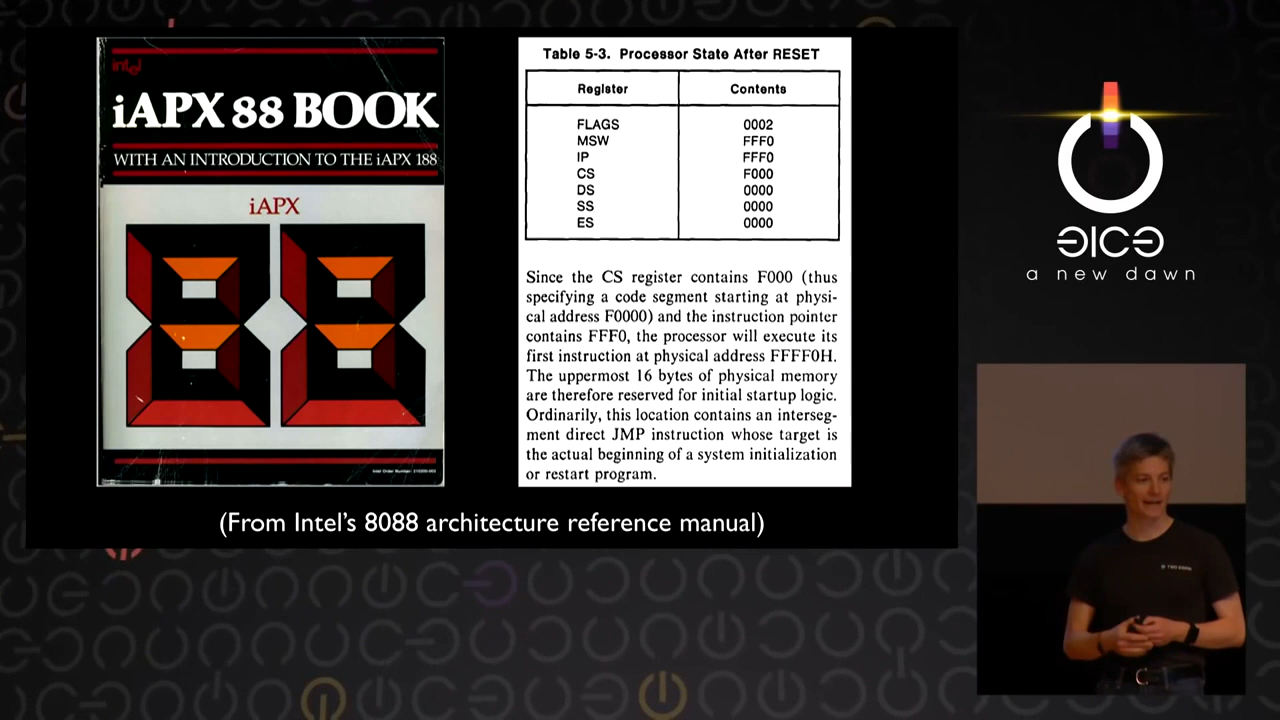 intel
iAPX 88 BOOK
WITH AN INTRODUCTION TO THE iAPX 188
iAPX
Table 5-3. Processor State After RESET
Register Contents
FLAGS 0002
MSW FFF0
IP FFF0
CS F000
DS 0000
SS 0000
ES 0000
Since the CS register contains F000 (thus
specifying a code segment starting at physi-
cal address F0000) and the instruction pointer
contains FFF0, the processor will execute its
first instruction at physical address FFFF0H.
The uppermost 16 bytes of physical memory
are therefore reserved for initial startup logic.
Ordinarily, this location contains an interseg-
ment direct JMP instruction whose target is
the actual beginning of a system initialization
or restart program.
(From Intel's 8088 architecture reference manual)
a new dawn